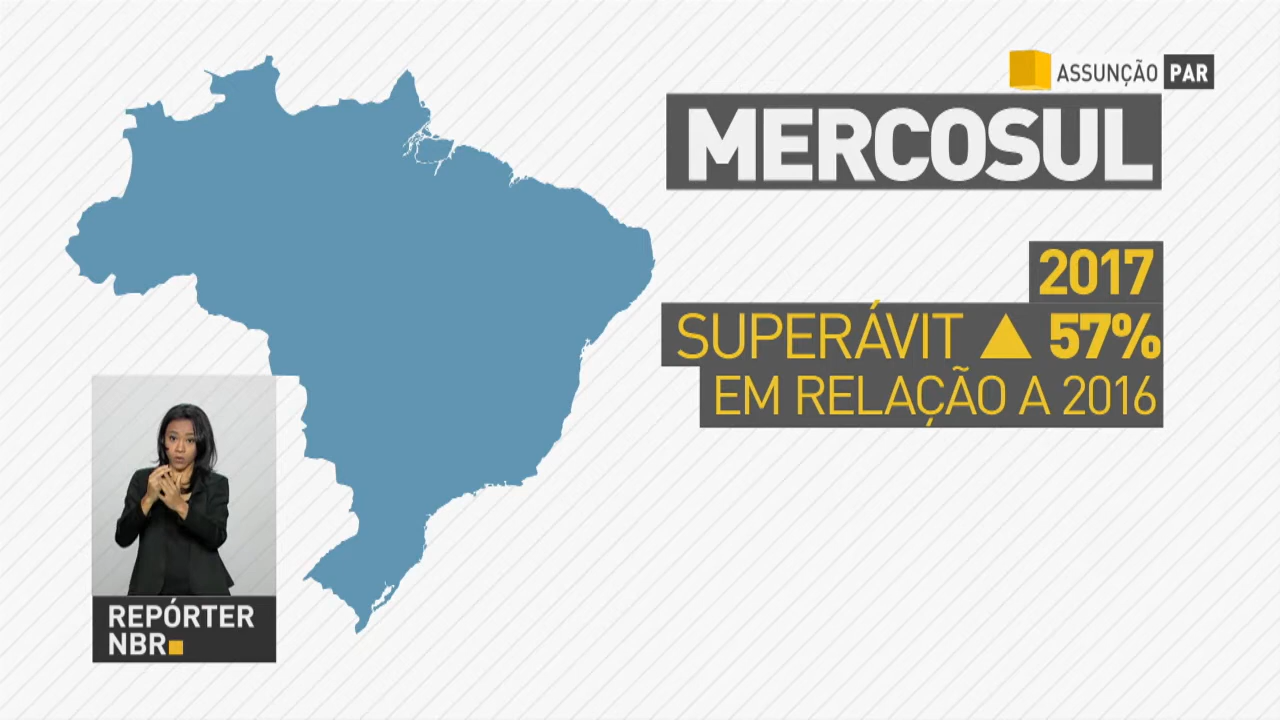 ASSUNÇÃO PAR
MERCOSUL
2017
SUPERÁVIT ▲ 57%
EM RELAÇÃO A 2016
REPÓRTER
NBR